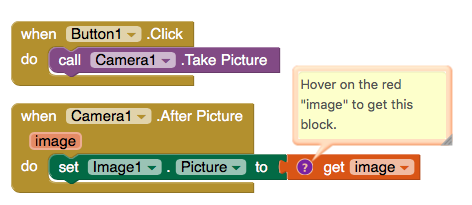 when Button1 .Click
do call Camera1 .Take Picture
Hover on the red
"image" to get this
block.
when Camera1 .After Picture
image
do set Image1 . Picture to ? get image